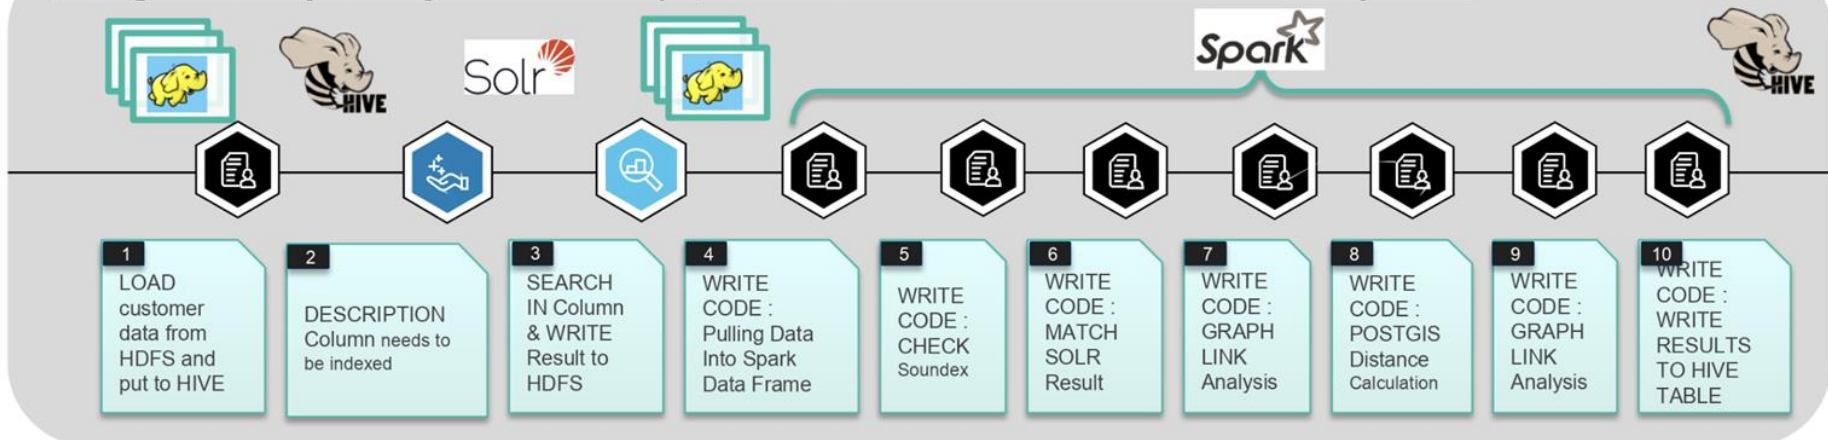 HIVE
Solr
Spark
HIVE
1
LOAD
customer
data from
HDFS and
put to HIVE
2
DESCRIPTION
Column needs to
be indexed
3
SEARCH
IN Column
& WRITE
Result to
HDFS
4
WRITE
CODE :
Pulling Data
Into Spark
Data Frame
5
WRITE
CODE :
CHECK
Soundex
6
WRITE
CODE :
MATCH
SOLR
Result
7
WRITE
CODE :
GRAPH
LINK
Analysis
8
WRITE
CODE :
POSTGIS
Distance
Calculation
9
WRITE
CODE :
GRAPH
LINK
Analysis
10
WRITE
CODE :
WRITE
RESULTS
TO HIVE
TABLE